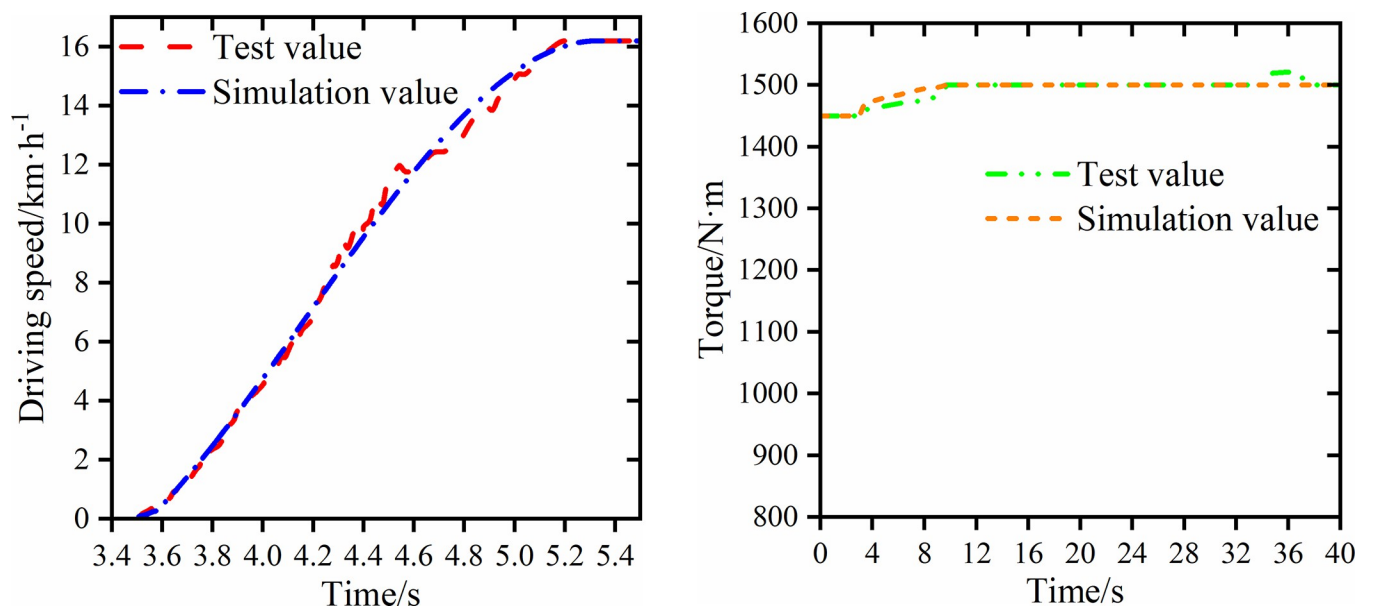 Driving speed/km·h-1
16
14
12
10
8
6
4
2
0
Test value
Simulation value
3.4 3.6 3.8 4.0 4.2 4.4 4.6 4.8 5.0 5.2 5.4
Time/s
Torque/N·m
1600
1500
1400
1300
1200
1100
1000
900
800
Test value
Simulation value
0 4 8 12 16 20 24 28 32 36 40
Time/s